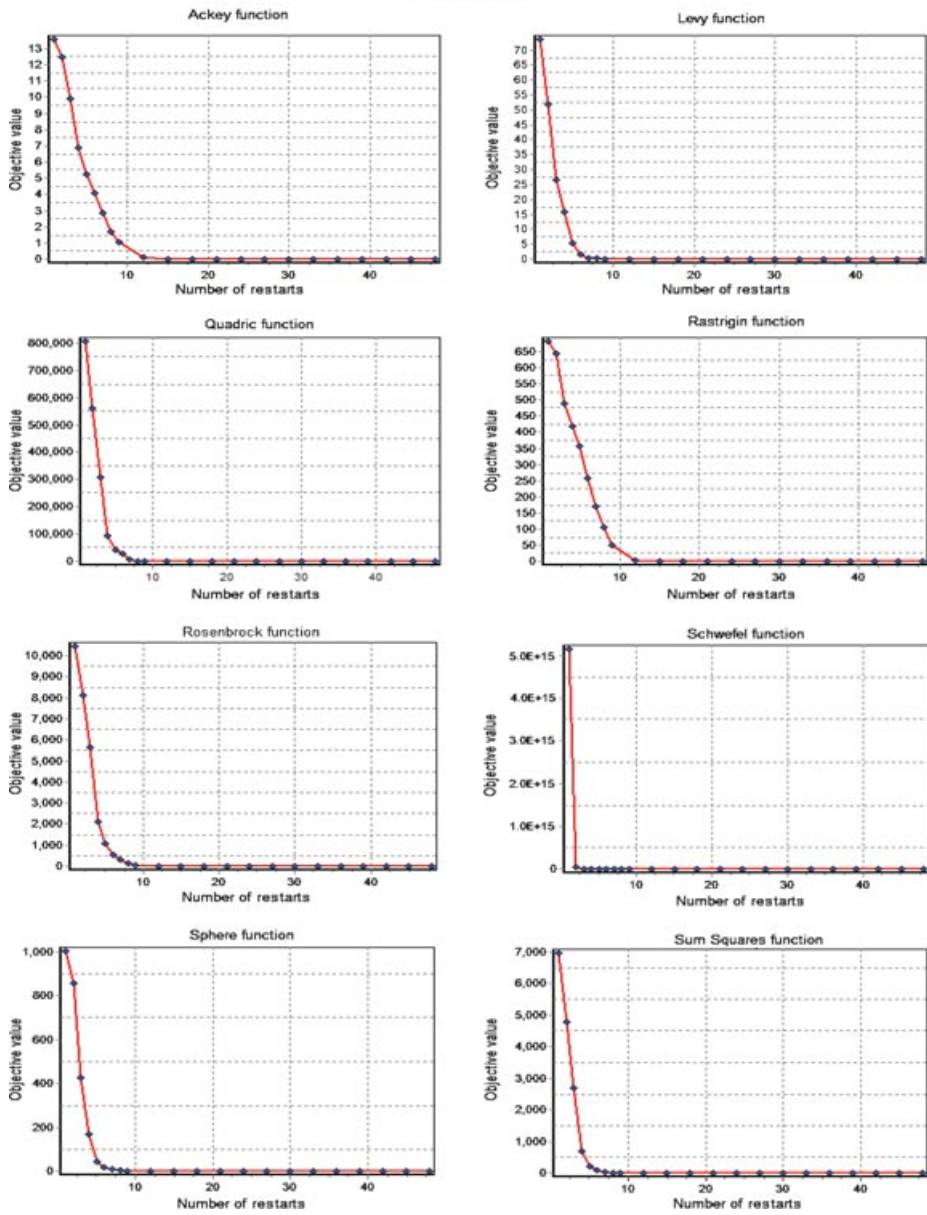 Ackey function
Objective value
13
12
11
10
9
8
7
6
5
4
3
2
1
0
10 20 30 40
Number of restarts
Levy function
Objective value
70
65
60
55
50
45
40
35
30
25
20
15
10
5
0
10 20 30 40
Number of restarts
Quadric function
Objective value
800,000
700,000
600,000
500,000
400,000
300,000
200,000
100,000
0
10 20 30 40
Number of restarts
Rastrigin function
Objective value
650
600
550
500
450
400
350
300
250
200
150
100
50
0
10 20 30 40
Number of restarts
Rosenbrock function
Objective value
10,000
9,000
8,000
7,000
6,000
5,000
4,000
3,000
2,000
1,000
0
10 20 30 40
Number of restarts
Schwefel function
Objective value
5.0E+15
4.0E+15
3.0E+15
2.0E+15
1.0E+15
0
10 20 30 40
Number of restarts
Sphere function
Objective value
1,000
800
600
400
200
0
10 20 30 40
Number of restarts
Sum Squares function
Objective value
7,000
6,000
5,000
4,000
3,000
2,000
1,000
0
10 20 30 40
Number of restarts